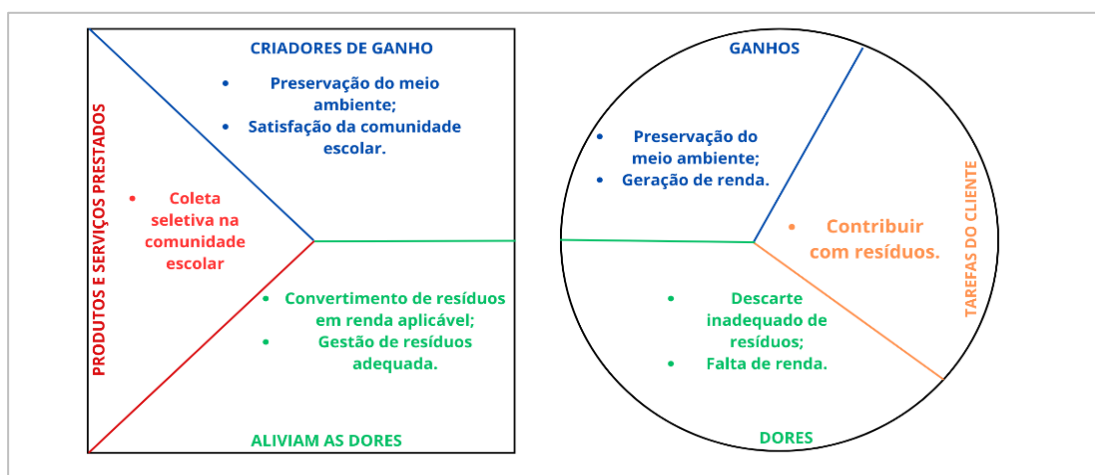 CRIADORES DE GANHO
• Preservação do meio
ambiente;
• Satisfação da comunidade
escolar.
PRODUTOS E SERVIÇOS PRESTADOS
• Coleta
seletiva na
comunidade
escolar
• Convertimento de resíduos
em renda aplicável;
• Gestão de resíduos
adequada.
ALIVIAM AS DORES
GANHOS
• Preservação do
meio ambiente;
• Geração de renda.
• Contribuir
com resíduos.
TAREFAS DO CLIENTE
• Descarte
inadequado de
resíduos;
• Falta de renda.
DORES